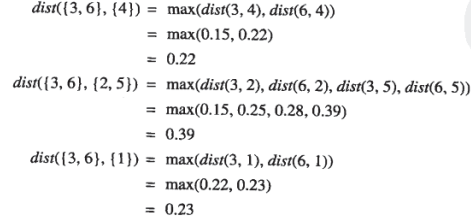 dist({3, 6}, {4}) = max(dist(3, 4), dist(6, 4))
= max(0.15, 0.22)
= 0.22
dist({3, 6}, {2, 5}) = max(dist(3, 2), dist(6, 2), dist(3, 5), dist(6, 5))
= max(0.15, 0.25, 0.28, 0.39)
= 0.39
dist({3, 6}, {1}) = max(dist(3, 1), dist(6, 1))
= max(0.22, 0.23)
= 0.23